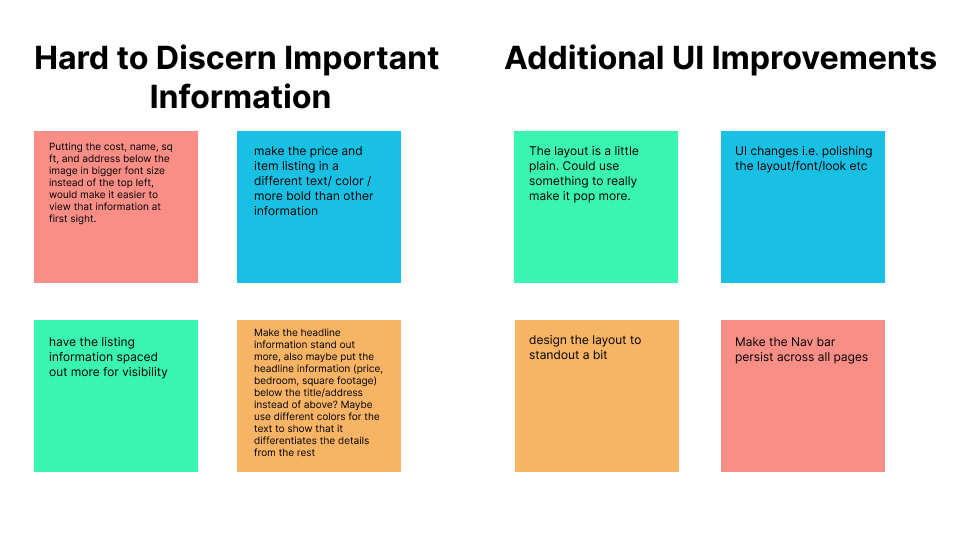 Hard to Discern Important
Information
Putting the cost, name, sq
ft, and address below the
image in bigger font size
instead of the top left,
would make it easier to
view that information at
first sight.
make the price and
item listing in a
different text/ color /
more bold than other
information
have the listing
information spaced
out more for visibility
Make the headline
information stand out
more, also maybe put the
headline information (price,
bedroom, square footage)
below the title/address
instead of above? Maybe
use different colors for the
text to show that it
differentiates the details
from the rest
Additional UI Improvements
The layout is a little
plain. Could use
something to really
make it pop more.
UI changes i.e. polishing
the layout/font/look etc
design the layout to
standout a bit
Make the Nav bar
persist across all pages